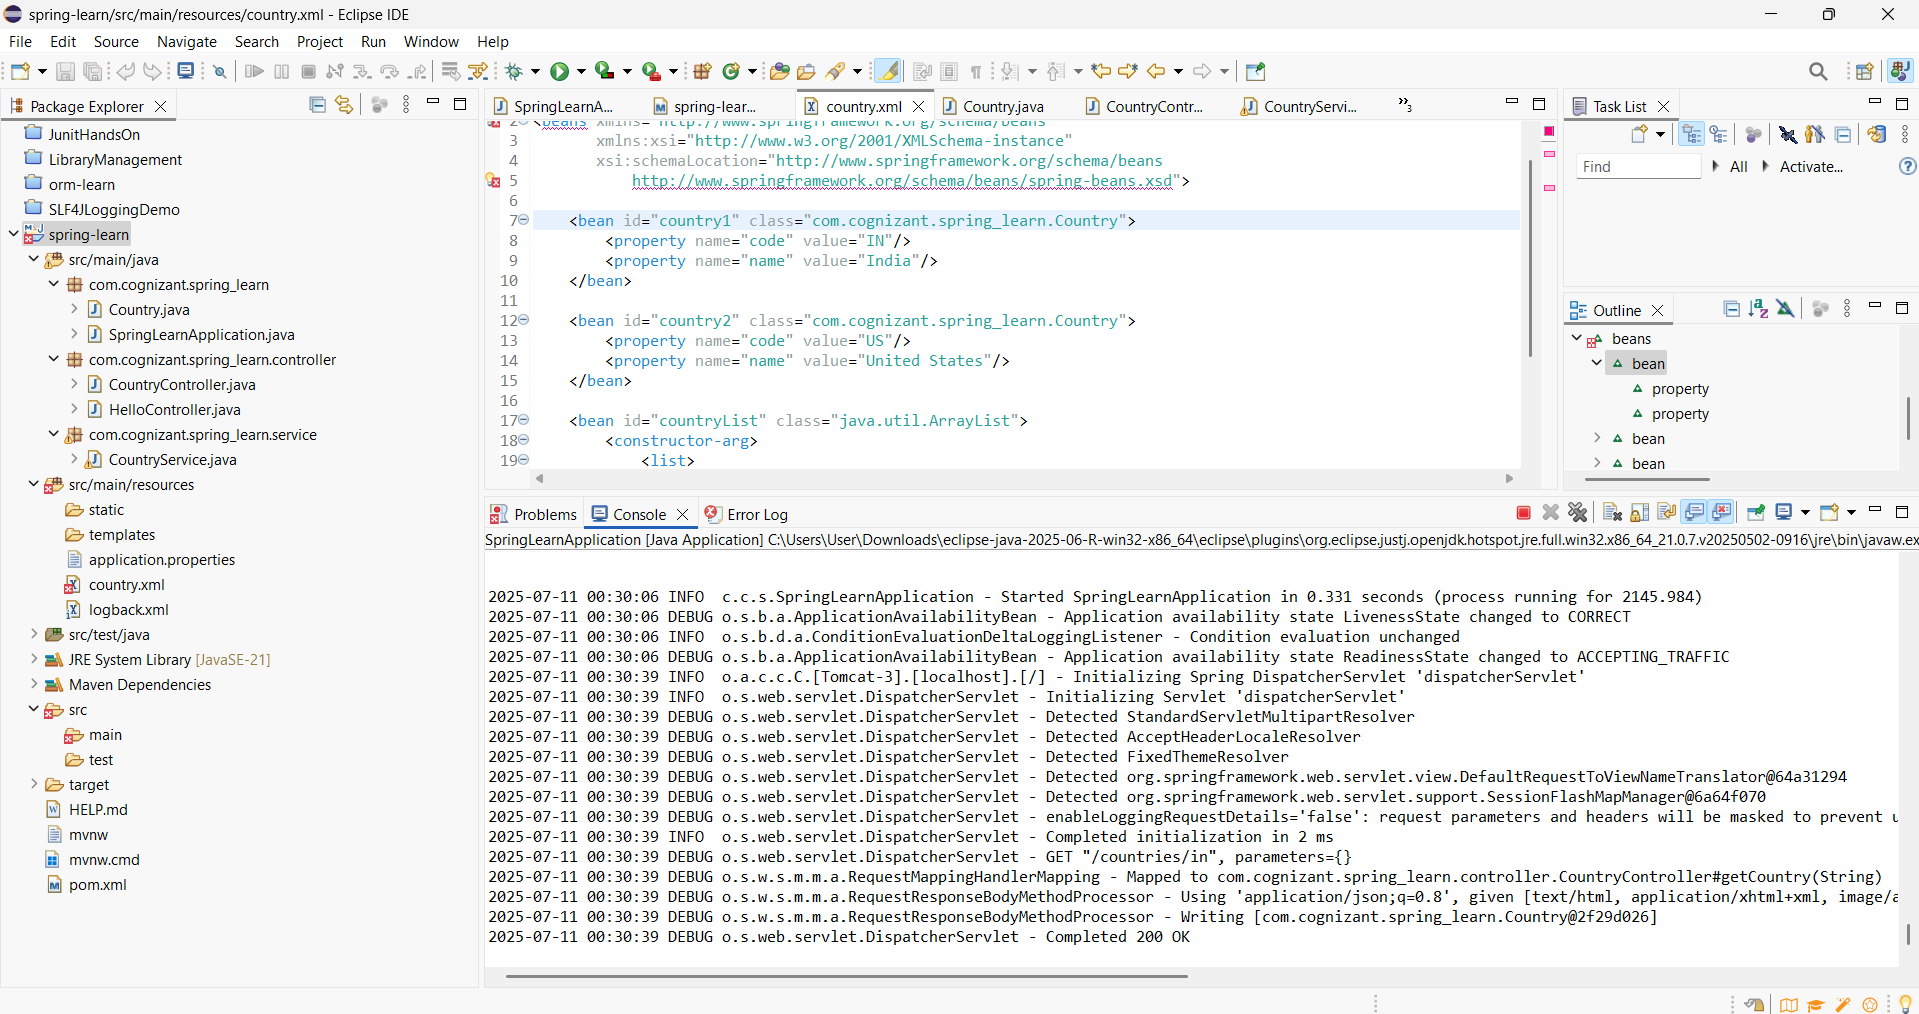 spring-learn/src/main/resources/country.xml - Eclipse IDE
File Edit Source Navigate Search Project Run Window Help
Package Explorer
JunitHandsOn
LibraryManagement
orm-learn
SLF4JLoggingDemo
spring-learn
src/main/java
com.cognizant.spring_learn
Country.java
SpringLearnApplication.java
com.cognizant.spring_learn.controller
CountryController.java
HelloController.java
com.cognizant.spring_learn.service
CountryService.java
src/main/resources
static
templates
application.properties
country.xml
logback.xml
src/test/java
JRE System Library [JavaSE-21]
Maven Dependencies
src
main
test
target
HELP.md
mvnw
mvnw.cmd
pom.xml
SpringLearnA... spring-lear... country.xml Country.java CountryContr... CountryServi... »3
2 <beans xmlns="http://www.springframework.org/schema/beans"
3 xmlns:xsi="http://www.w3.org/2001/XMLSchema-instance"
4 xsi:schemaLocation="http://www.springframework.org/schema/beans
5 http://www.springframework.org/schema/beans/spring-beans.xsd">
6
7 <bean id="country1" class="com.cognizant.spring_learn.Country">
8 <property name="code" value="IN"/>
9 <property name="name" value="India"/>
10 </bean>
11
12 <bean id="country2" class="com.cognizant.spring_learn.Country">
13 <property name="code" value="US"/>
14 <property name="name" value="United States"/>
15 </bean>
16
17 <bean id="countryList" class="java.util.ArrayList">
18 <constructor-arg>
19 <list>
Task List
Find All Activate...
Outline
beans
bean
property
property
bean
bean
Problems Console Error Log
SpringLearnApplication [Java Application] C:\Users\User\Downloads\eclipse-java-2025-06-R-win32-x86_64\eclipse\plugins\org.eclipse.justj.openjdk.hotspot.jre.full.win32.x86_64_21.0.7.v20250502-0916\jre\bin\javaw.ex
2025-07-11 00:30:06 INFO  c.c.s.SpringLearnApplication - Started SpringLearnApplication in 0.331 seconds (process running for 2145.984)
2025-07-11 00:30:06 DEBUG o.s.b.a.ApplicationAvailabilityBean - Application availability state LivenessState changed to CORRECT
2025-07-11 00:30:06 INFO  o.s.b.d.a.ConditionEvaluationDeltaLoggingListener - Condition evaluation unchanged
2025-07-11 00:30:06 DEBUG o.s.b.a.ApplicationAvailabilityBean - Application availability state ReadinessState changed to ACCEPTING_TRAFFIC
2025-07-11 00:30:39 INFO  o.a.c.c.C.[Tomcat-3].[localhost].[/] - Initializing Spring DispatcherServlet 'dispatcherServlet'
2025-07-11 00:30:39 INFO  o.s.web.servlet.DispatcherServlet - Initializing Servlet 'dispatcherServlet'
2025-07-11 00:30:39 DEBUG o.s.web.servlet.DispatcherServlet - Detected StandardServletMultipartResolver
2025-07-11 00:30:39 DEBUG o.s.web.servlet.DispatcherServlet - Detected AcceptHeaderLocaleResolver
2025-07-11 00:30:39 DEBUG o.s.web.servlet.DispatcherServlet - Detected FixedThemeResolver
2025-07-11 00:30:39 DEBUG o.s.web.servlet.DispatcherServlet - Detected org.springframework.web.servlet.view.DefaultRequestToViewNameTranslator@64a31294
2025-07-11 00:30:39 DEBUG o.s.web.servlet.DispatcherServlet - Detected org.springframework.web.servlet.support.SessionFlashMapManager@6a64f070
2025-07-11 00:30:39 DEBUG o.s.web.servlet.DispatcherServlet - enableLoggingRequestDetails='false': request parameters and headers will be masked to prevent u
2025-07-11 00:30:39 INFO  o.s.web.servlet.DispatcherServlet - Completed initialization in 2 ms
2025-07-11 00:30:39 DEBUG o.s.web.servlet.DispatcherServlet - GET "/countries/in", parameters={}
2025-07-11 00:30:39 DEBUG o.s.w.s.m.m.a.RequestMappingHandlerMapping - Mapped to com.cognizant.spring_learn.controller.CountryController#getCountry(String)
2025-07-11 00:30:39 DEBUG o.s.w.s.m.m.a.RequestResponseBodyMethodProcessor - Using 'application/json;q=0.8', given [text/html, application/xhtml+xml, image/a
2025-07-11 00:30:39 DEBUG o.s.w.s.m.m.a.RequestResponseBodyMethodProcessor - Writing [com.cognizant.spring_learn.Country@2f29d026]
2025-07-11 00:30:39 DEBUG o.s.web.servlet.DispatcherServlet - Completed 200 OK